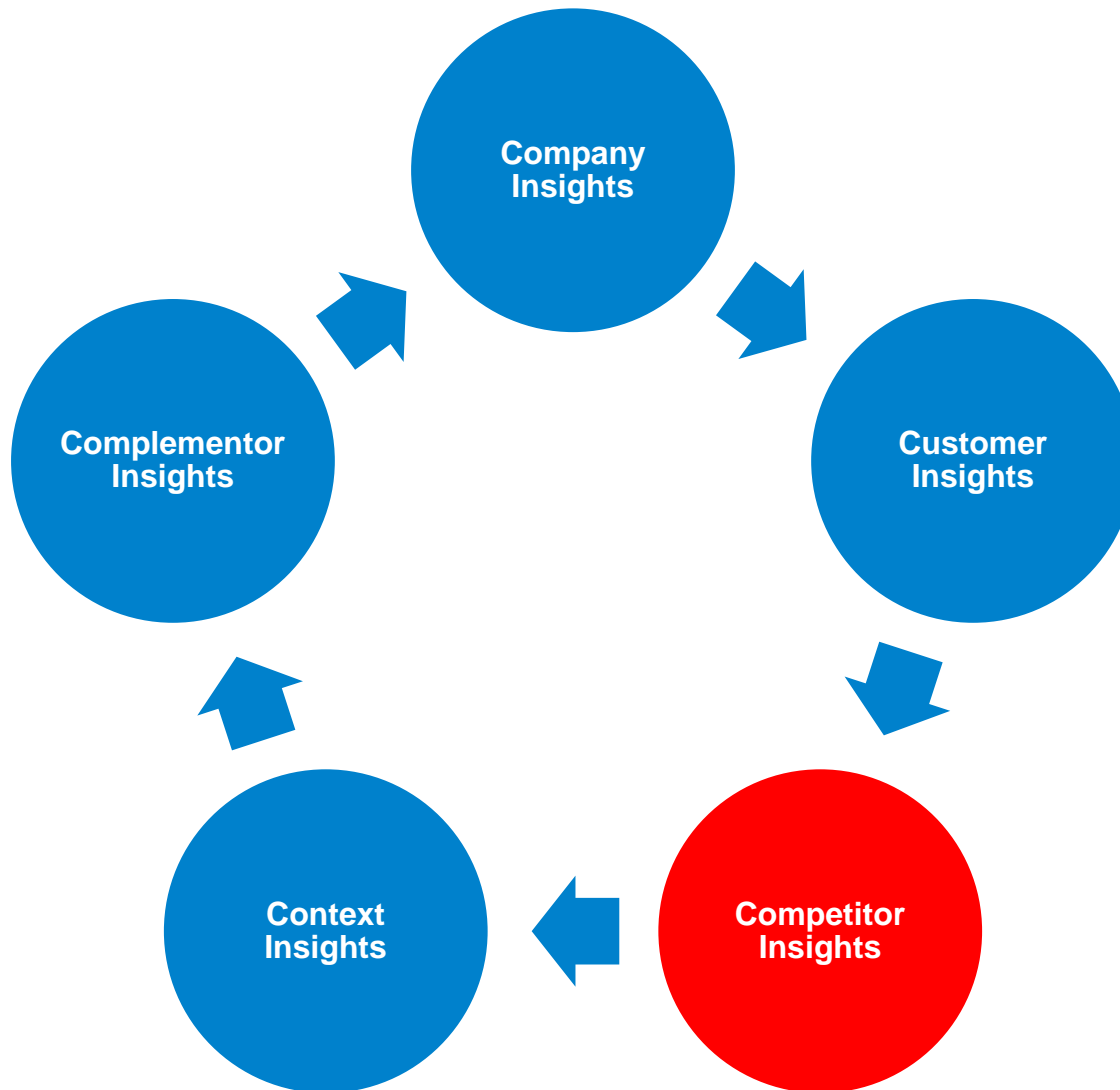 Company
Insights
Customer
Insights
Competitor
Insights
Context
Insights
Complementor
Insights